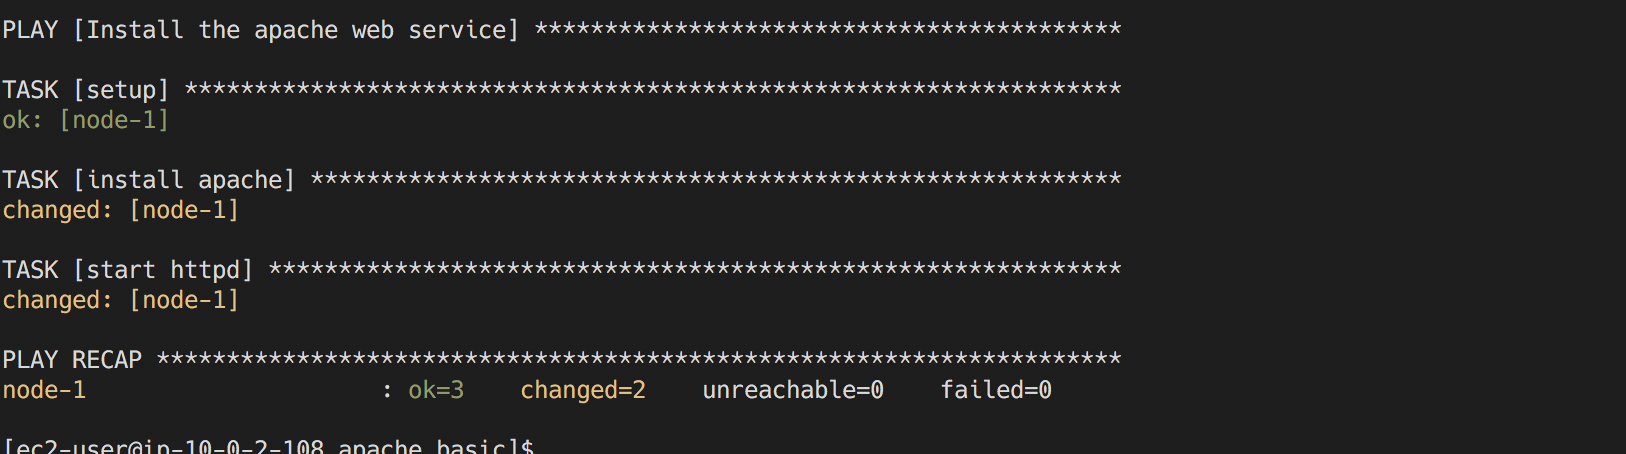 PLAY [Install the apache web service] ******************************************
TASK [setup] *******************************************************************
ok: [node-1]
TASK [install apache] **********************************************************
changed: [node-1]
TASK [start httpd] *************************************************************
changed: [node-1]
PLAY RECAP *********************************************************************
node-1                     : ok=3    changed=2    unreachable=0    failed=0
[ec2-user@ip-10-0-2-108 apache_basic]$